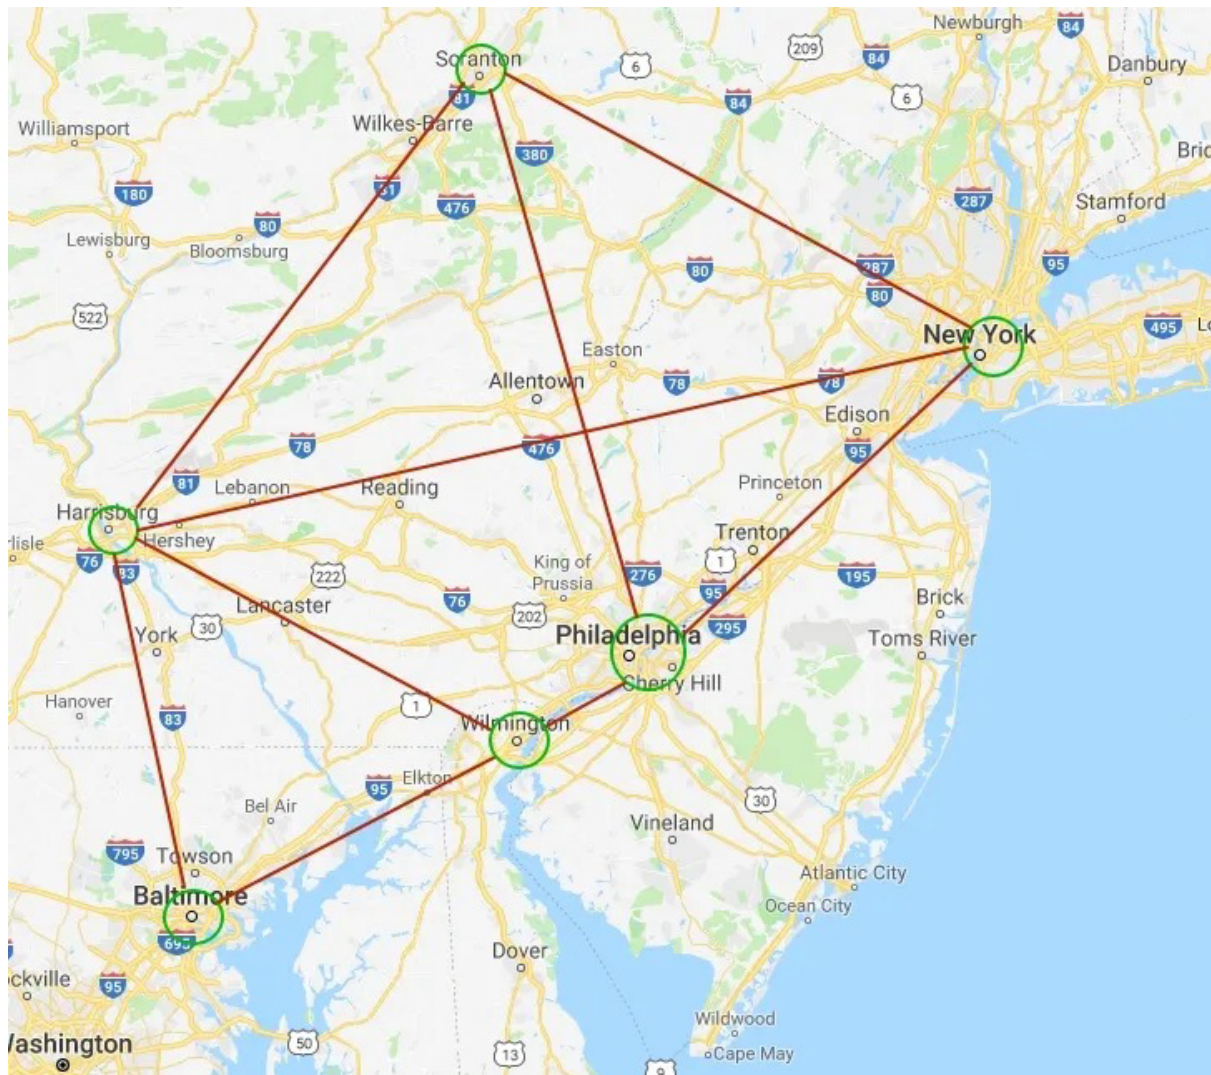 Newburgh
84
209
84
Scranton
6
Danbury
81
84
6
Williamsport
Wilkes-Barre
380
180
81
476
287
Stamford
80
Lewisburg
Bloomsburg
80
287
95
80
522
New York
495
Easton
Allentown
78
78
Edison
78
476
95
81
Lebanon
Reading
Princeton
Harrisburg
Hershey
Trenton
76
83
King of
Prussia
1
222
276
195
76
95
Lancaster
202
Brick
York
30
Philadelphia
295
Toms River
Cherry Hill
Hanover
1
83
Wilmington
Elkton
95
Bel Air
30
Vineland
795
Towson
Atlantic City
Baltimore
Ocean City
695
Dover
ckville
95
Wildwood
ashington
50
13
Cape May
9